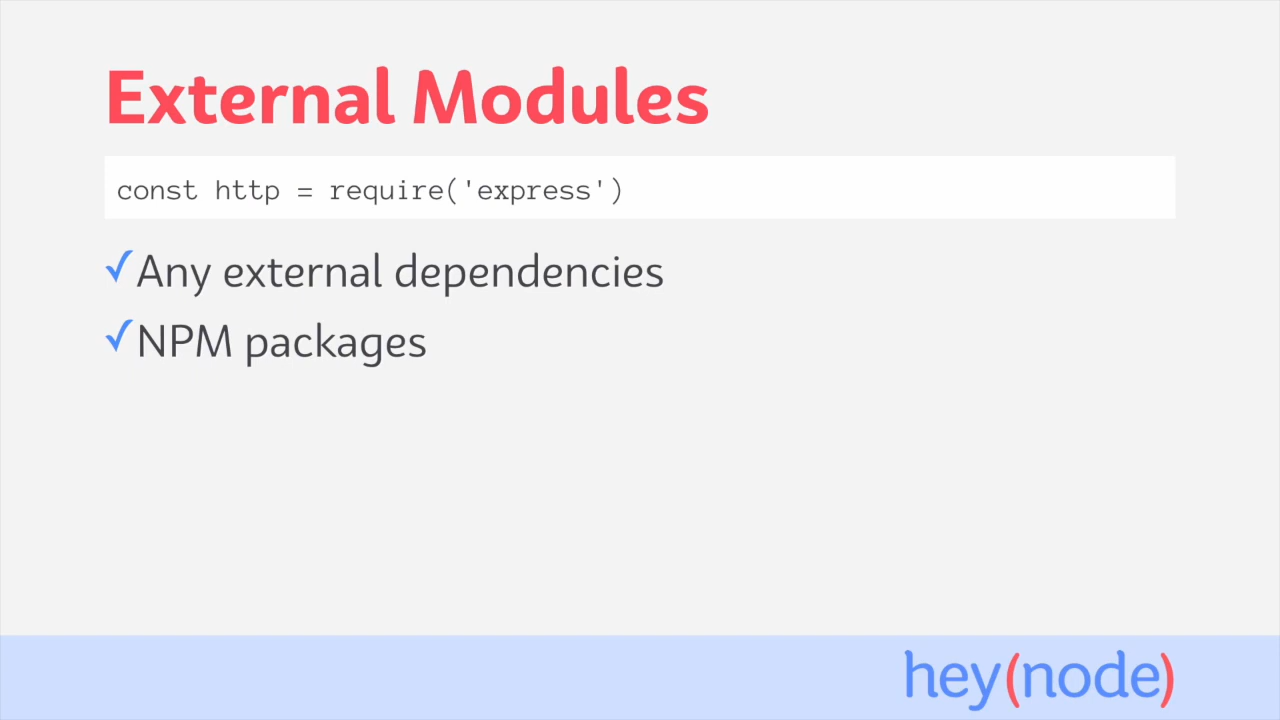 External Modules
const http = require('express')
✓Any external dependencies
✓NPM packages
hey(node)